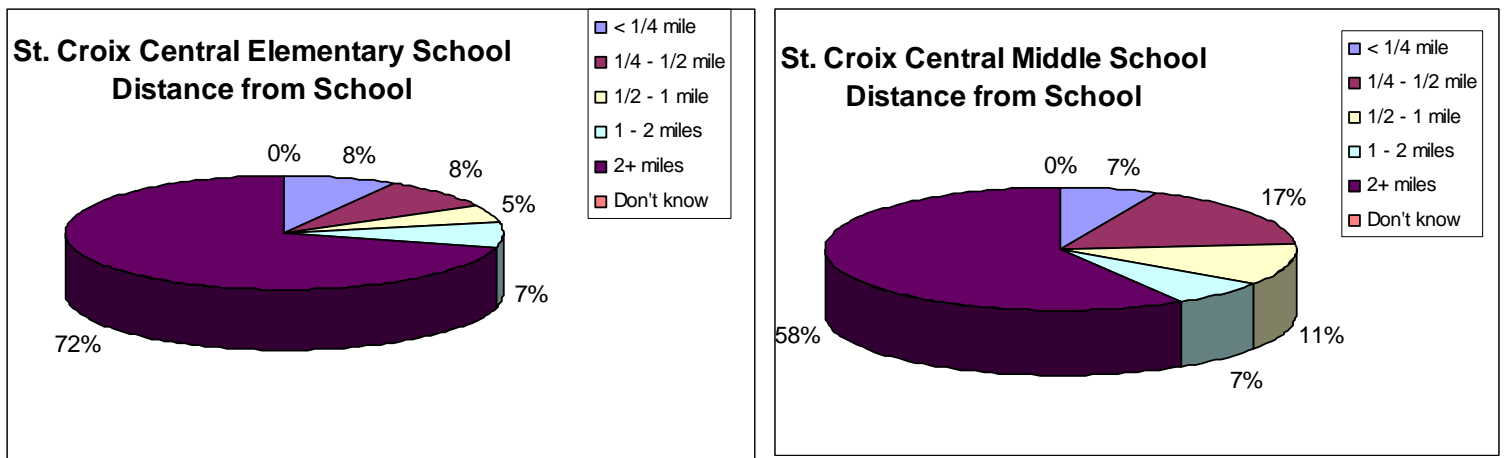 St. Croix Central Elementary School
Distance from School
< 1/4 mile
1/4 - 1/2 mile
1/2 - 1 mile
1 - 2 miles
2+ miles
Don't know
0%
8%
8%
5%
7%
72%
St. Croix Central Middle School
Distance from School
< 1/4 mile
1/4 - 1/2 mile
1/2 - 1 mile
1 - 2 miles
2+ miles
Don't know
0%
7%
17%
11%
7%
58%